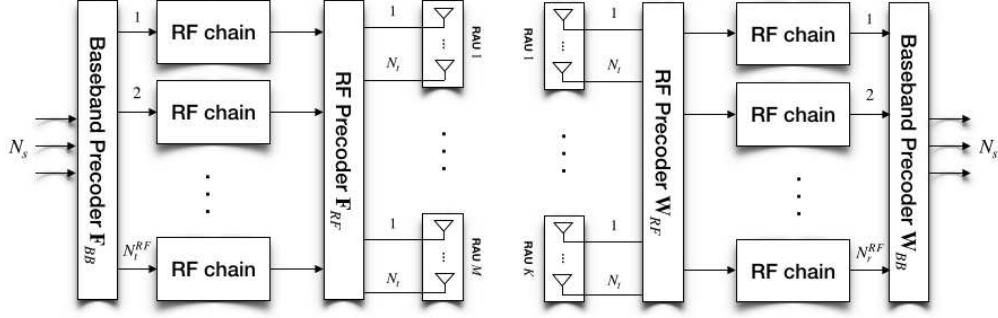 N_s
Baseband Precoder F_BB
1
RF chain
2
RF chain
...
N_t^RF
RF chain
RF Precoder F_RF
1
...
N_t
RAU 1
...
1
...
N_t
RAU M
RAU 1
...
1
N_t
...
RAU K
...
1
N_t
RF Precoder W_RF
RF chain
1
RF chain
2
...
RF chain
N_r^RF
Baseband Precoder W_BB
N_s